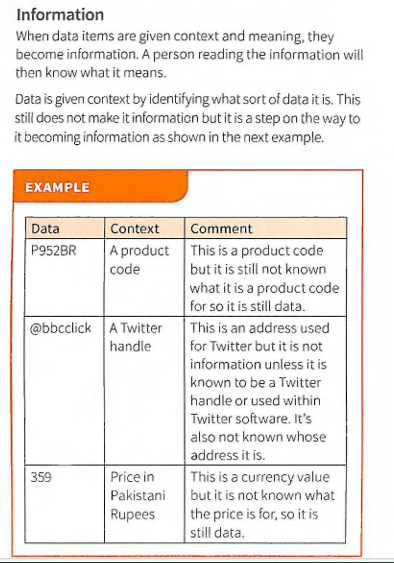 Information
When data items are given context and meaning, they
become information. A person reading the information will
then know what it means.
Data is given context by identifying what sort of data it is. This
still does not make it information but it is a step on the way to
it becoming information as shown in the next example.
EXAMPLE
Data Context Comment
P952BR A product This is a product code
code but it is still not known
what it is a product code
for so it is still data.
@bbcclick A Twitter This is an address used
handle for Twitter but it is not
information unless it is
known to be a Twitter
handle or used within
Twitter software. It's
also not known whose
address it is.
359 Price in This is a currency value
Pakistani but it is not known what
Rupees the price is for, so it is
still data.